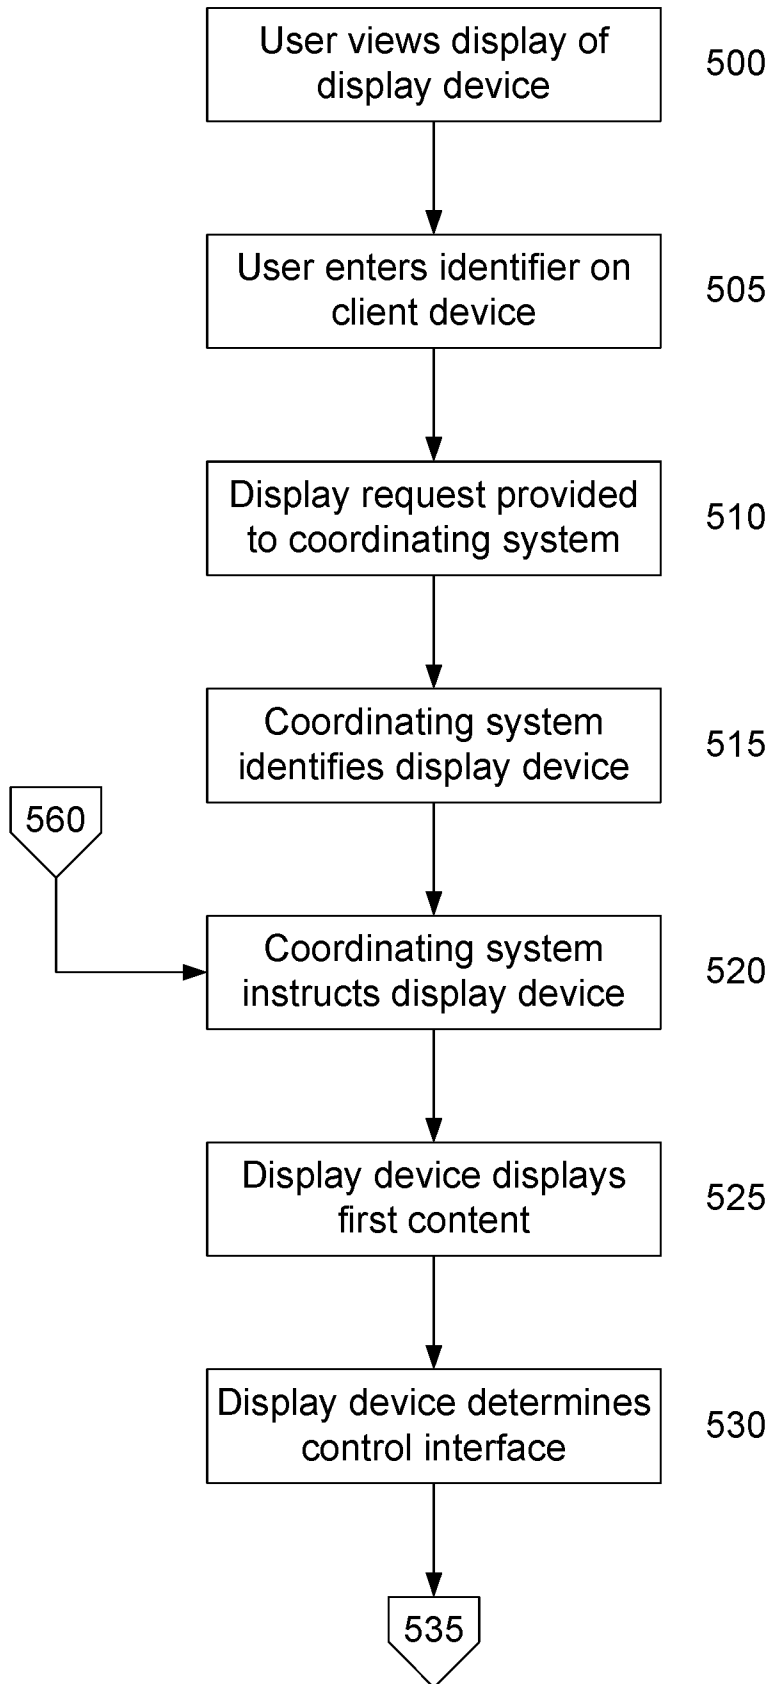 User views display of
display device
500
User enters identifier on
client device
505
Display request provided
to coordinating system
510
Coordinating system
identifies display device
515
560
Coordinating system
instructs display device
520
Display device displays
first content
525
Display device determines
control interface
530
535